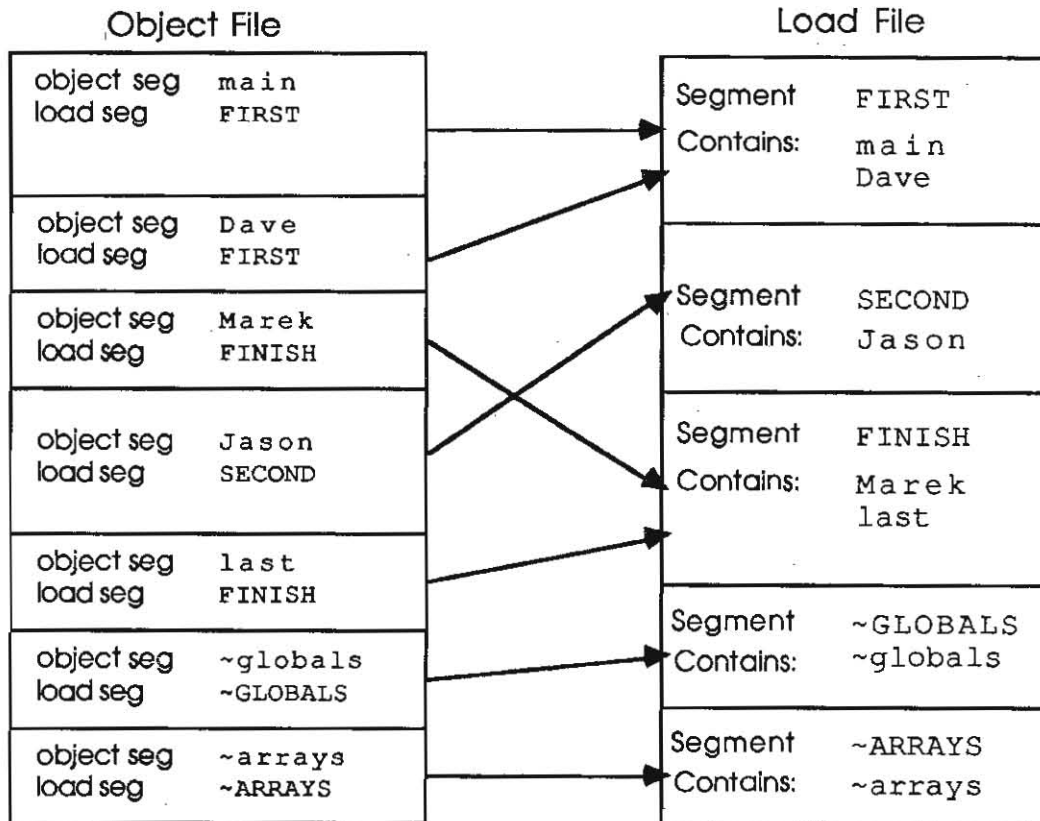 Object File
object seg main
load seg FIRST
object seg Dave
load seg FIRST
object seg Marek
load seg FINISH
object seg Jason
load seg SECOND
object seg last
load seg FINISH
object seg ~globals
load seg ~GLOBALS
object seg ~arrays
load seg ~ARRAYS
Load File
Segment FIRST
Contains: main
Dave
Segment SECOND
Contains: Jason
Segment FINISH
Contains: Marek
last
Segment ~GLOBALS
Contains: ~globals
Segment ~ARRAYS
Contains: ~arrays